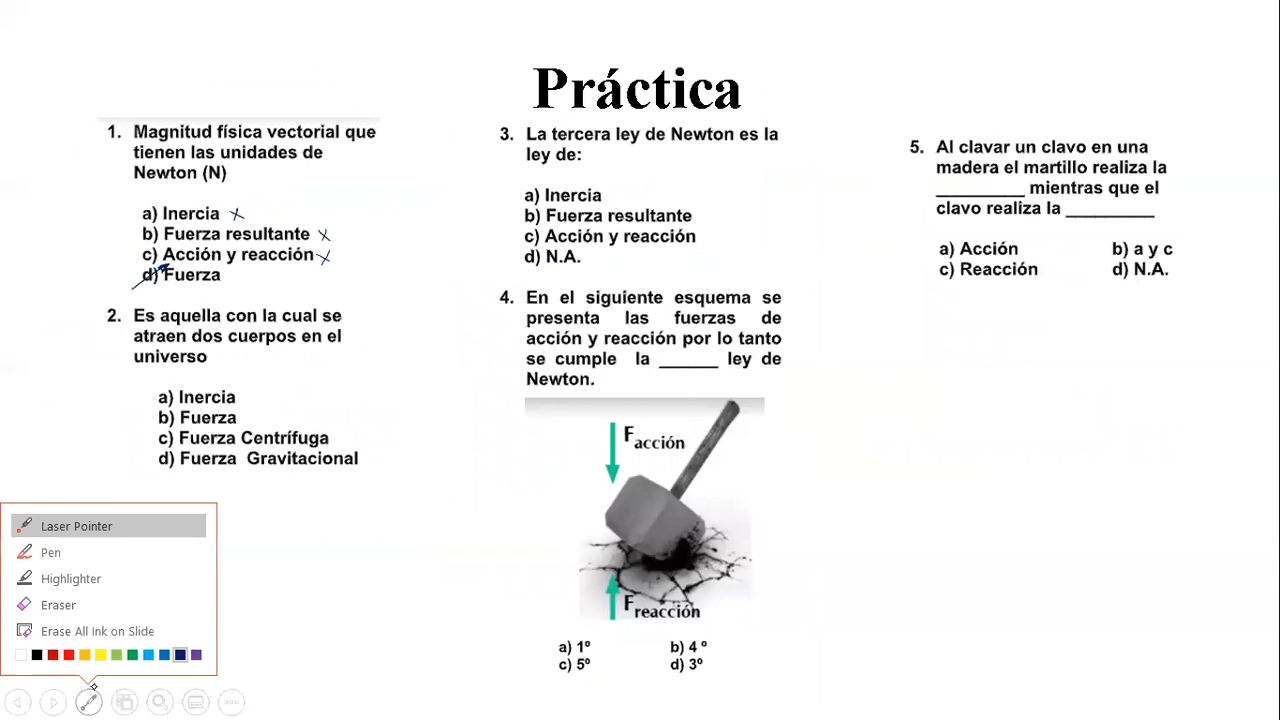 Práctica
1. Magnitud física vectorial que
tienen las unidades de
Newton (N)
a) Inercia x
b) Fuerza resultante x
c) Acción y reacción x
d) Fuerza
2. Es aquella con la cual se
atraen dos cuerpos en el
universo
a) Inercia
b) Fuerza
c) Fuerza Centrífuga
d) Fuerza Gravitacional
3. La tercera ley de Newton es la
ley de:
a) Inercia
b) Fuerza resultante
c) Acción y reacción
d) N.A.
4. En el siguiente esquema se
presenta las fuerzas de
acción y reacción por lo tanto
se cumple la ______ ley de
Newton.
F acción
F reacción
a) 1º
b) 4 º
c) 5º
d) 3º
5. Al clavar un clavo en una
madera el martillo realiza la
_________ mientras que el
clavo realiza la _________
a) Acción
b) a y c
c) Reacción
d) N.A.
Laser Pointer
Pen
Highlighter
Eraser
Erase All Ink on Slide